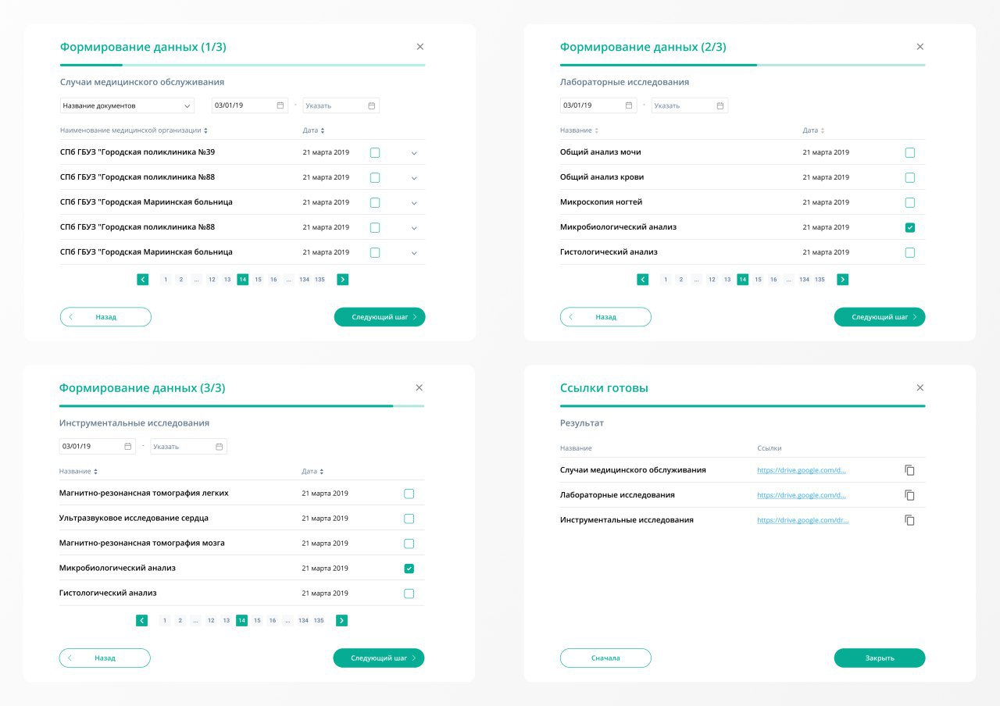 Формирование данных (1/3)
Случаи медицинского обслуживания
Название документов 03/01/19 - Указать
Наименование медицинской организации Дата
СПб ГБУЗ "Городская поликлиника №39 21 марта 2019
СПб ГБУЗ "Городская поликлиника №88 21 марта 2019
СПб ГБУЗ "Городская Мариинская больница 21 марта 2019
СПб ГБУЗ "Городская поликлиника №88 21 марта 2019
СПб ГБУЗ "Городская Мариинская больница 21 марта 2019
1 2 ... 12 13 14 15 16 ... 134 135
Назад Следующий шаг
Формирование данных (2/3)
Лабораторные исследования
03/01/19 - Указать
Название Дата
Общий анализ мочи 21 марта 2019
Общий анализ крови 21 марта 2019
Микроскопия ногтей 21 марта 2019
Микробиологический анализ 21 марта 2019
Гистологический анализ 21 марта 2019
1 2 ... 12 13 14 15 16 ... 134 135
Назад Следующий шаг
Формирование данных (3/3)
Инструментальные исследования
03/01/19 - Указать
Название Дата
Магнитно-резонансная томография легких 21 марта 2019
Ультразвуковое исследование сердца 21 марта 2019
Магнитно-резонансная томография мозга 21 марта 2019
Микробиологический анализ 21 марта 2019
Гистологический анализ 21 марта 2019
1 2 ... 12 13 14 15 16 ... 134 135
Назад Следующий шаг
Ссылки готовы
Результат
Название Ссылки
Случаи медицинского обслуживания https://drive.google.com/d...
Лабораторные исследования https://drive.google.com/d...
Инструментальные исследования https://drive.google.com/dr...
Сначала Закрыть